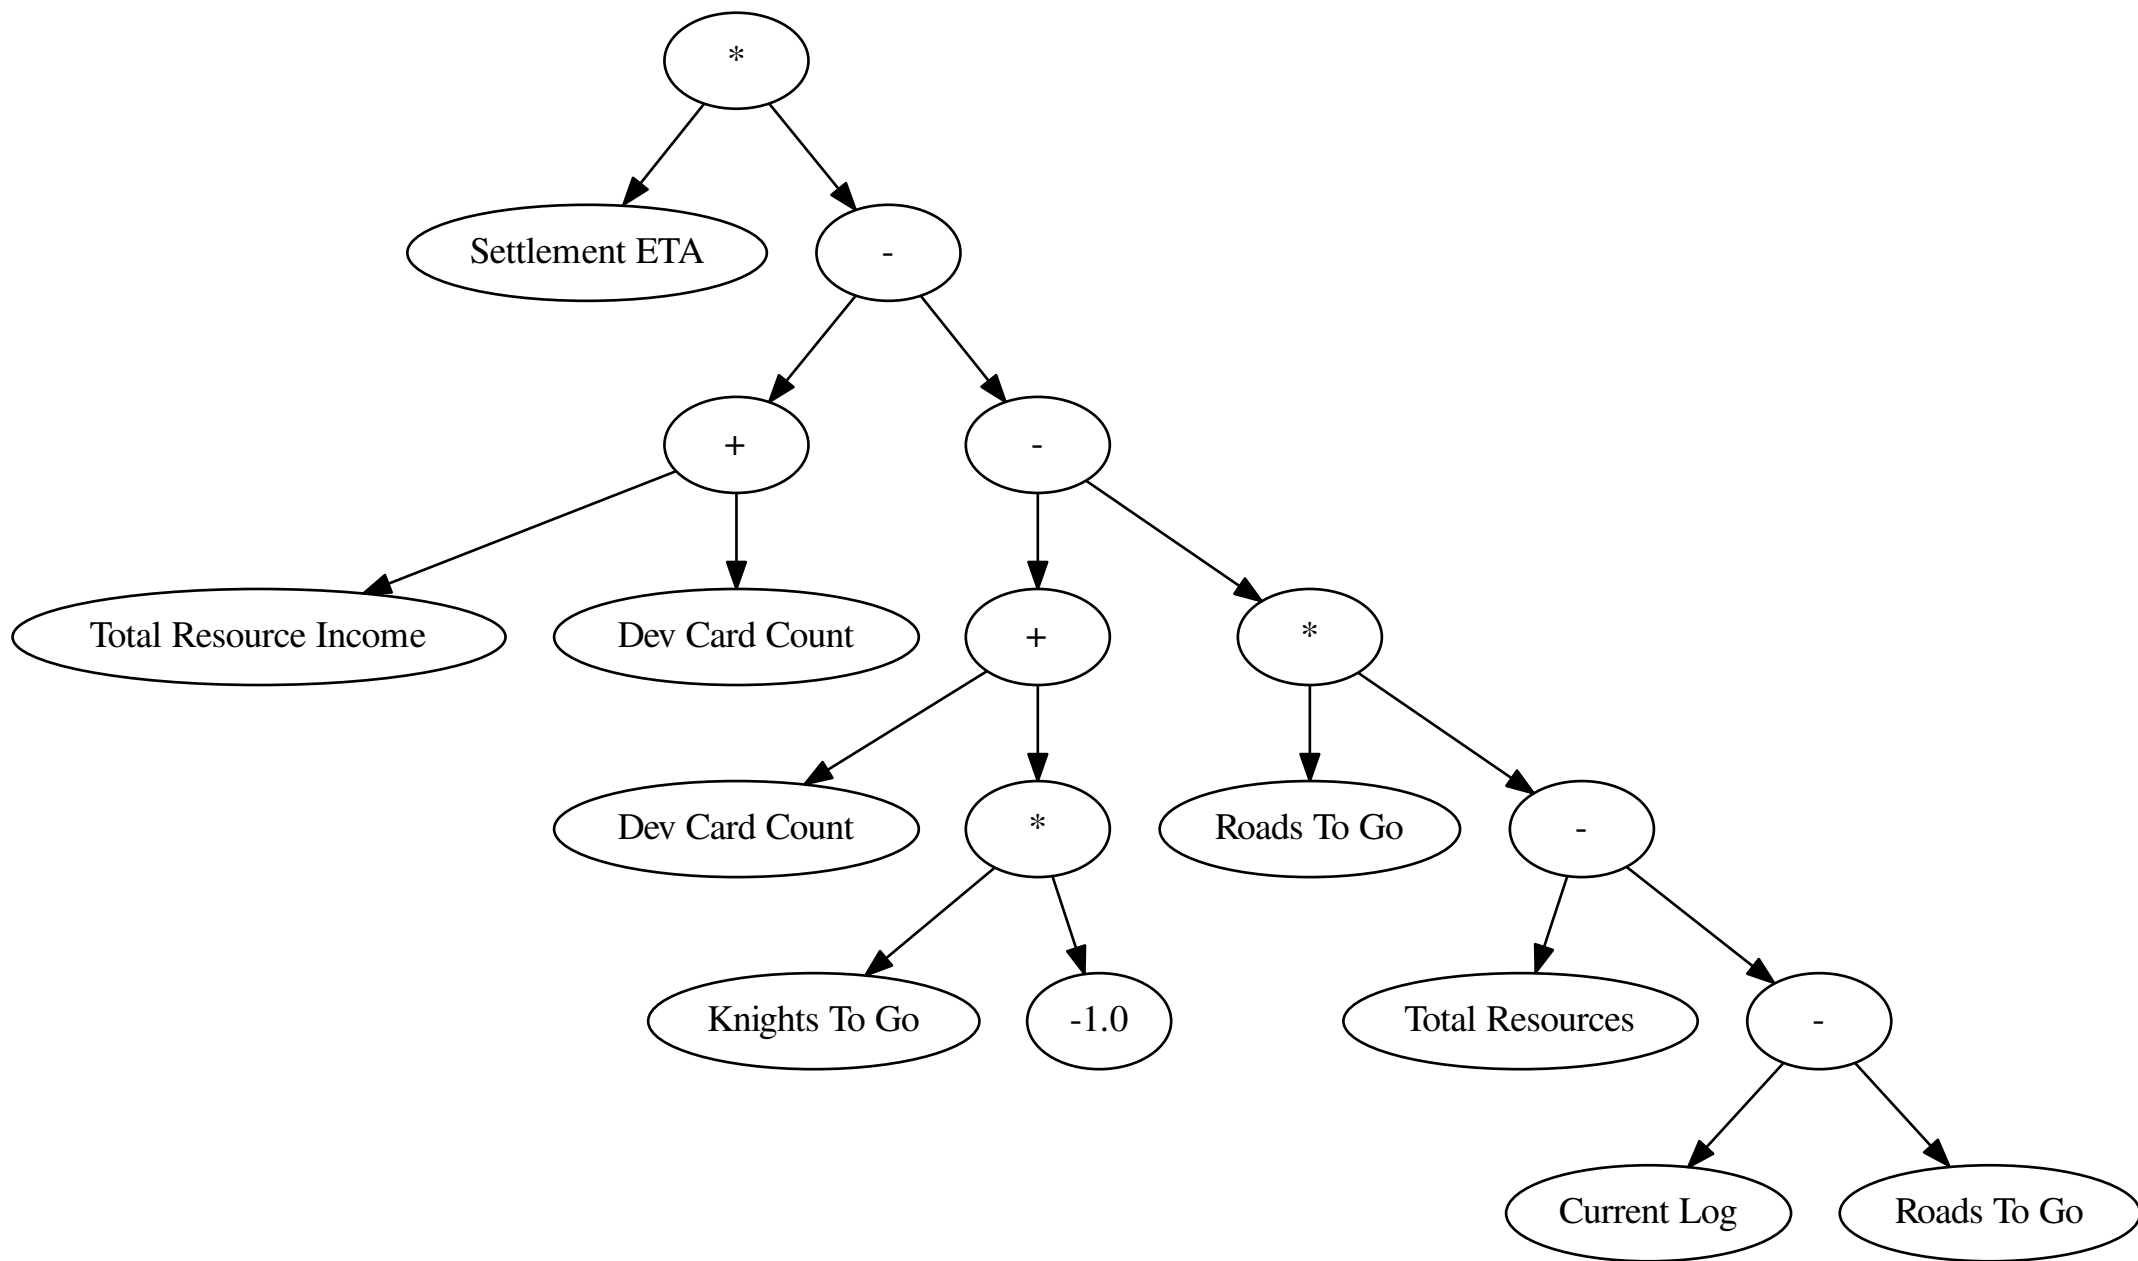 *
Settlement ETA
-
+
-
Total Resource Income
Dev Card Count
+
*
Dev Card Count
*
Roads To Go
-
Knights To Go
-1.0
Total Resources
-
Current Log
Roads To Go